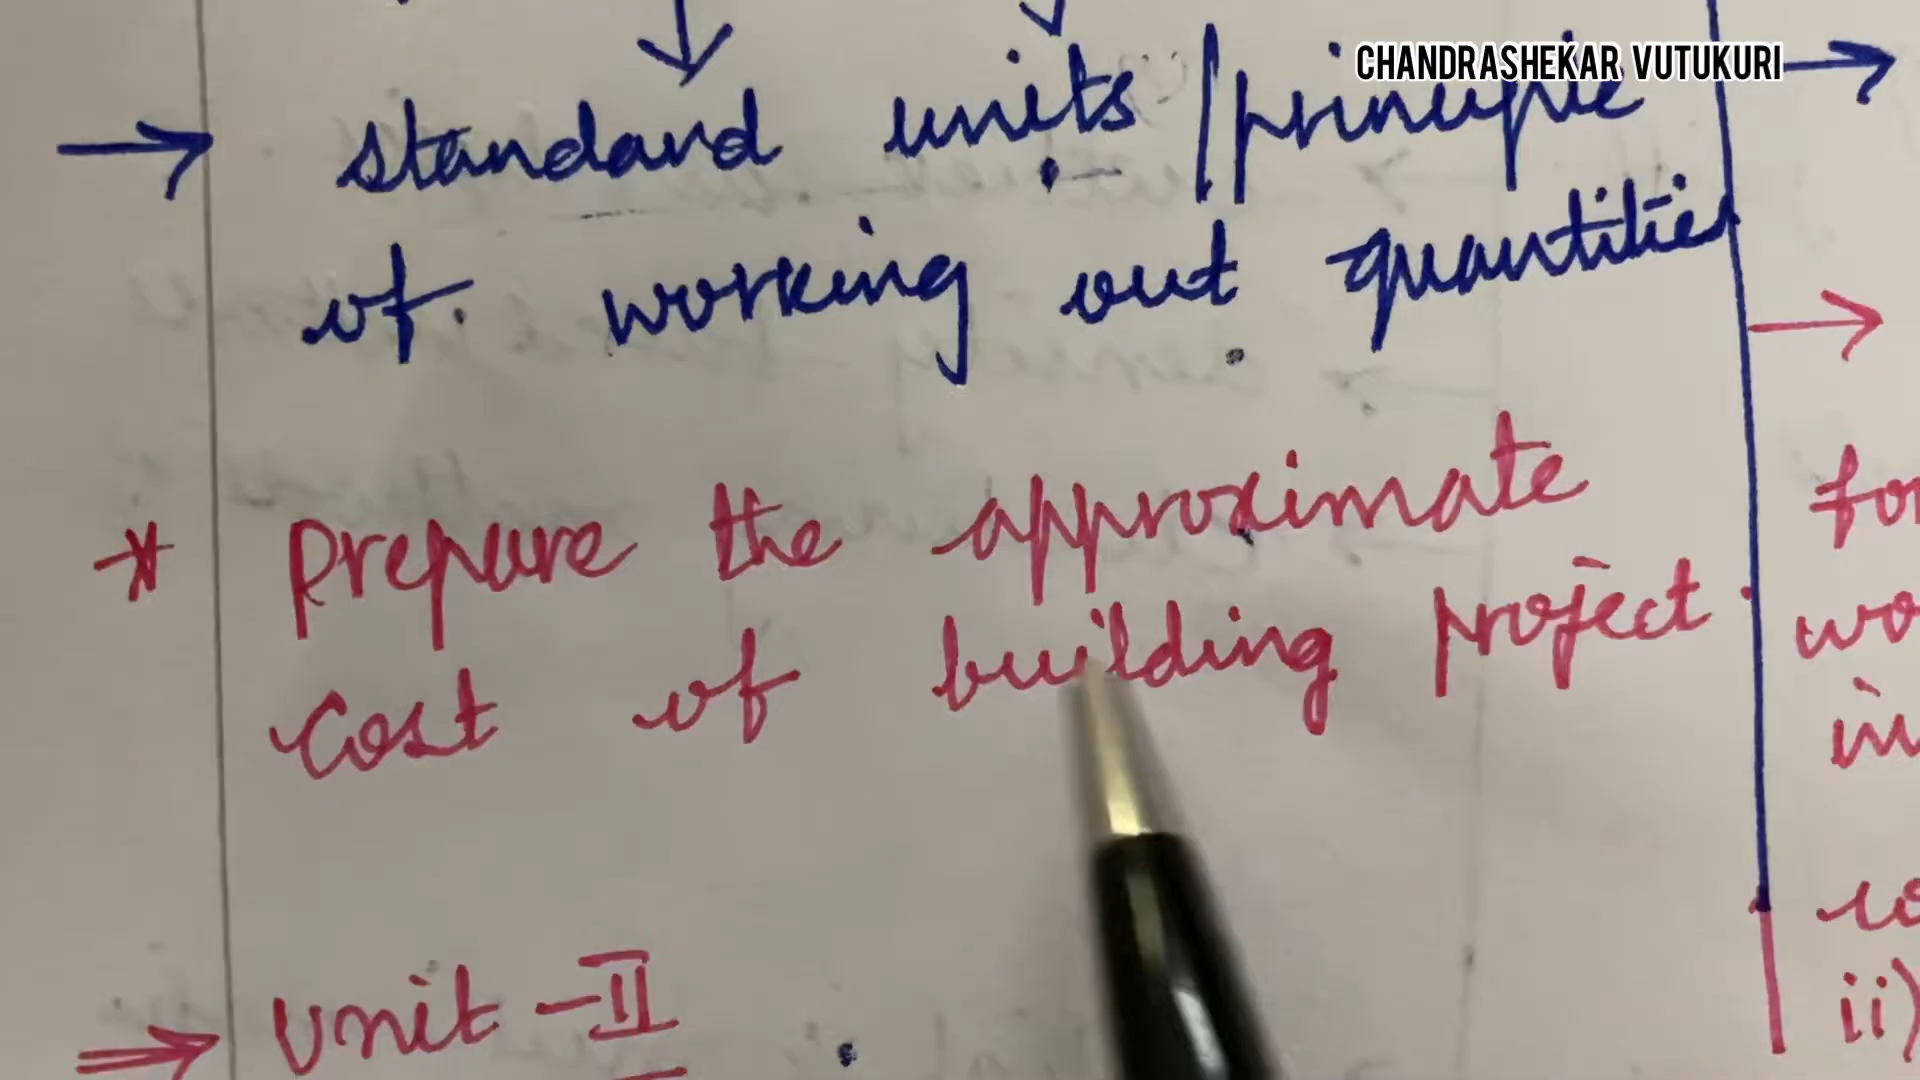 CHANDRASHEKAR VUTUKURI
→ standard units / principle
of working out quantities
* Prepare the approximate
cost of building project.
⇒ Unit - II
ii)